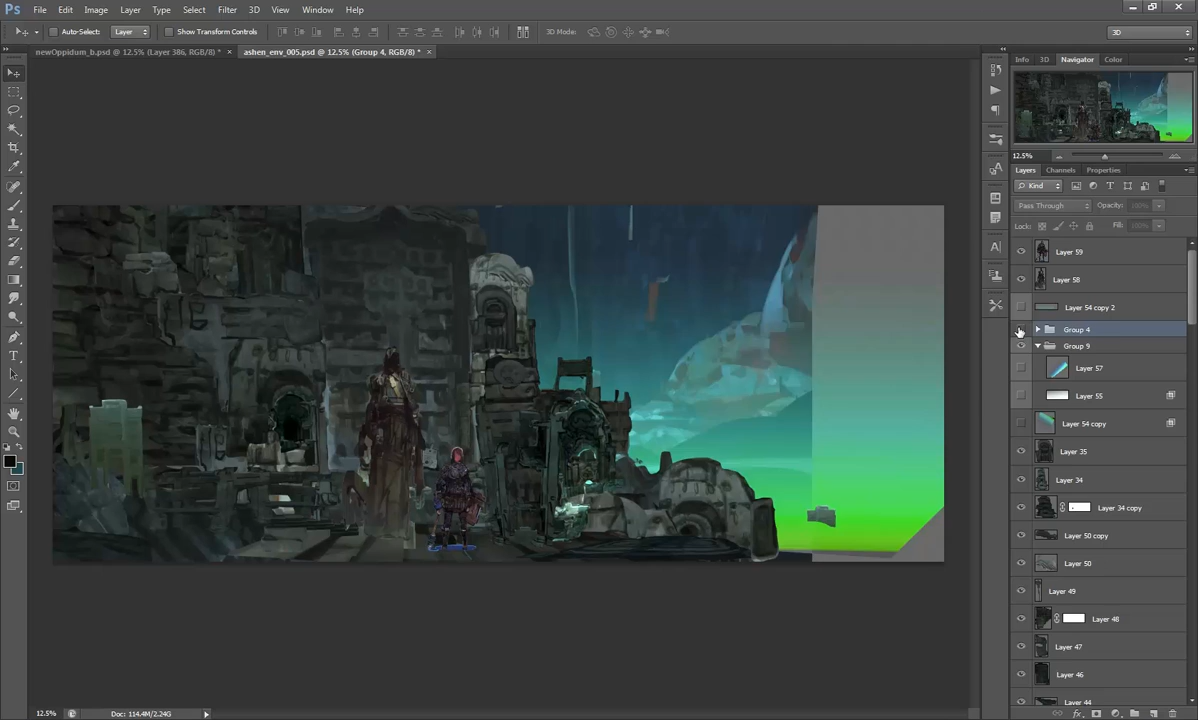 Ps File Edit Image Layer Type Select Filter 3D View Window Help
Auto-Select: Layer Show Transform Controls 3D Mode: 3D
newOppidum_b.psd @ 12.5% (Layer 386, RGB/8) * × ashen_env_005.psd @ 12.5% (Group 4, RGB/8) * ×
Info 3D Navigator Color
12.5%
Layers Channels Properties
Kind
Pass Through Opacity: 100%
Lock: Fill: 100%
Layer 59
Layer 58
Layer 54 copy 2
Group 4
Group 9
Layer 57
Layer 55
Layer 54 copy
Layer 35
Layer 34
Layer 34 copy
Layer 50 copy
Layer 50
Layer 49
Layer 48
Layer 47
Layer 46
Layer 44
12.5% Doc: 114.4M/2.24G